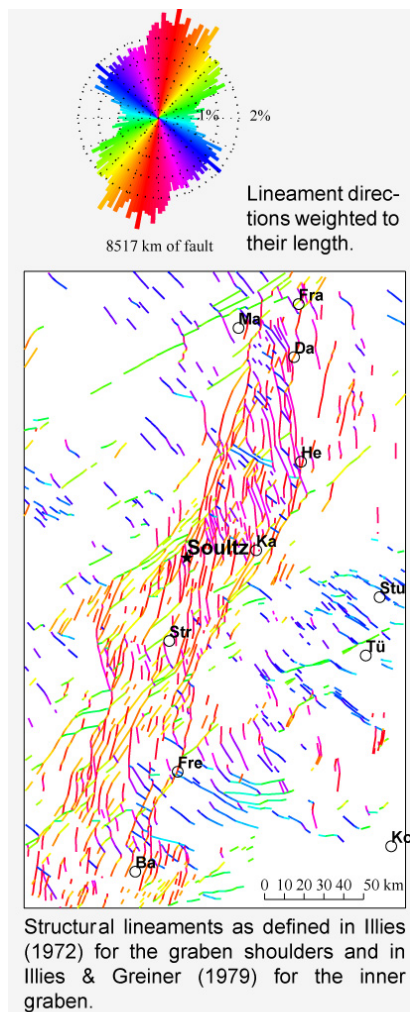 1%
2%
Lineament direc-
tions weighted to
their length.
8517 km of fault
Fra
Ma
Da
He
Ka
Soultz
Stu
Str
Tü
Fre
Ko
Ba
0 10 20 30 40 50 km
Structural lineaments as defined in Illies
(1972) for the graben shoulders and in
Illies & Greiner (1979) for the inner
graben.